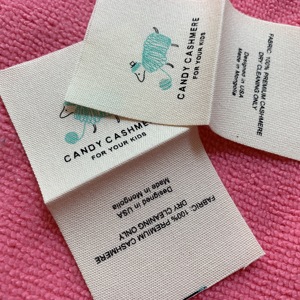 CANDY CASHMERE
FOR YOUR KIDS
FABRIC: 100% PREMIUM CASHMERE
DRY CLEANING ONLY
Designed in USA
Made in Mongolia
CANDY CASHMERE
FOR YOUR KIDS
FABRIC: 100% PREMIUM CASHMERE
DRY CLEANING ONLY
Designed in USA
Made in Mongolia